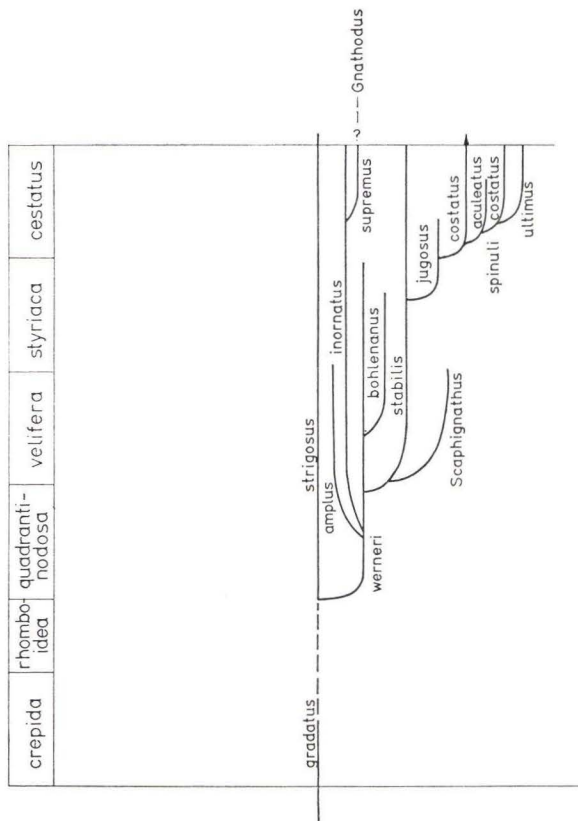 cestatus
styriaca
velifera
quadranti-
nodosa
rhombo-
idea
crepida
Gnathodus
?
supremus
inornatus
strigosus
amplus
bohlenanus
stabilis
werneri
jugosus
costatus
aculeatus
costatus
spinuli
ultimus
Scaphignathus
gradatus